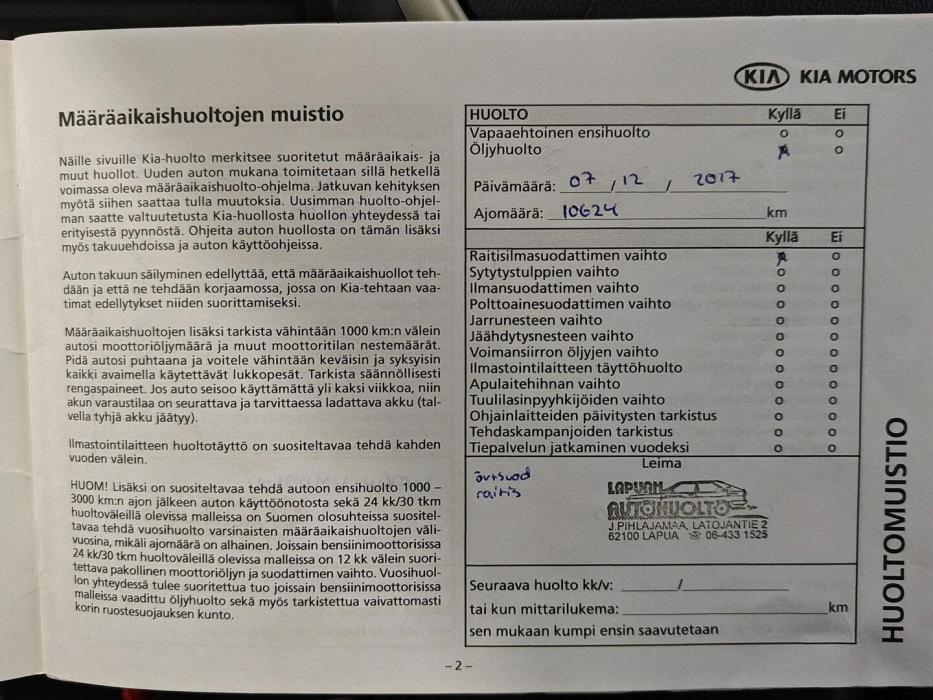 KIA KIA MOTORS
Määräaikaishuoltojen muistio
Näille sivuille Kia-huolto merkitsee suoritetut määräaikais- ja
muut huollot. Uuden auton mukana toimitetaan sillä hetkellä
voimassa oleva määräaikaishuolto-ohjelma. Jatkuvan kehityksen
myötä siihen saattaa tulla muutoksia. Uusimman huolto-ohjel-
man saatte valtuutetusta Kia-huollosta huollon yhteydessä tai
erityisestä pyynnöstä. Ohjeita auton huollosta on tämän lisäksi
myös takuuehdoissa ja auton käyttöohjeissa.
Auton takuun säilyminen edellyttää, että määräaikaishuollot teh-
dään ja että ne tehdään korjaamossa, jossa on Kia-tehtaan vaa-
timat edellytykset niiden suorittamiseksi.
Määräaikaishuoltojen lisäksi tarkista vähintään 1000 km:n välein
autosi moottoriöljymäärä ja muut moottoritilan nestemäärät.
Pidä autosi puhtaana ja voitele vähintään keväisin ja syksyisin
kaikki avaimella käytettävät lukkopesät. Tarkista säännöllisesti
rengaspaineet. Jos auto seisoo käyttämättä yli kaksi viikkoa, niin
akun varaustilaa on seurattava ja tarvittaessa ladattava akku (tal-
vella tyhjä akku jäätyy).
Ilmastointilaitteen huoltotäyttö on suositeltavaa tehdä kahden
vuoden välein.
HUOM! Lisäksi on suositeltavaa tehdä autoon ensihuolto 1000 –
3000 km:n ajon jälkeen auton käyttöönotosta sekä 24 kk/30 tkm
huoltoväleillä olevissa malleissa on Suomen olosuhteissa suositel-
tavaa tehdä vuosihuolto varsinaisten määräaikaishuoltojen väli-
vuosina, mikäli ajomäärä on alhainen. Joissain bensiinimoottorisissa
24 kk/30 tkm huoltoväleillä olevissa malleissa on 12 kk välein suori-
tettava pakollinen moottoriöljyn ja suodattimen vaihto. Vuosihuol-
lon yhteydessä tulee suoritettua tuo joissain bensiinimoottorisissa
malleissa vaadittu öljyhuolto sekä myös tarkistettua vaivattomasti
korin ruostesuojauksen kunto.
HUOLTO Kyllä Ei
Vapaaehtoinen ensihuolto o o
Öljyhuolto o
Päivämäärä: 07 / 12 / 2017
Ajomäärä: 10624 km
Kyllä Ei
Raitisilmasuodattimen vaihto o
Sytytystulppien vaihto o o
Ilmansuodattimen vaihto o o
Polttoainesuodattimen vaihto o o
Jarrunesteen vaihto o o
Jäähdytysnesteen vaihto o o
Voimansiirron öljyjen vaihto o o
Ilmastointilaitteen täyttöhuolto o o
Apulaitehihnan vaihto o o
Tuulilasinpyyhkijöiden vaihto o o
Ohjainlaitteiden päivitysten tarkistus o o
Tehdaskampanjoiden tarkistus o o
Tiepalvelun jatkaminen vuodeksi o o
Leima
raitis
LAPUAN
AUTOHUOLTO
J.PIHLAJAMAA, LATOJANTIE 2
62100 LAPUA ☏ 06-433 1525
Seuraava huolto kk/v: /
tai kun mittarilukema: km
sen mukaan kumpi ensin saavutetaan
HUOLTOMUISTIO
– 2 –